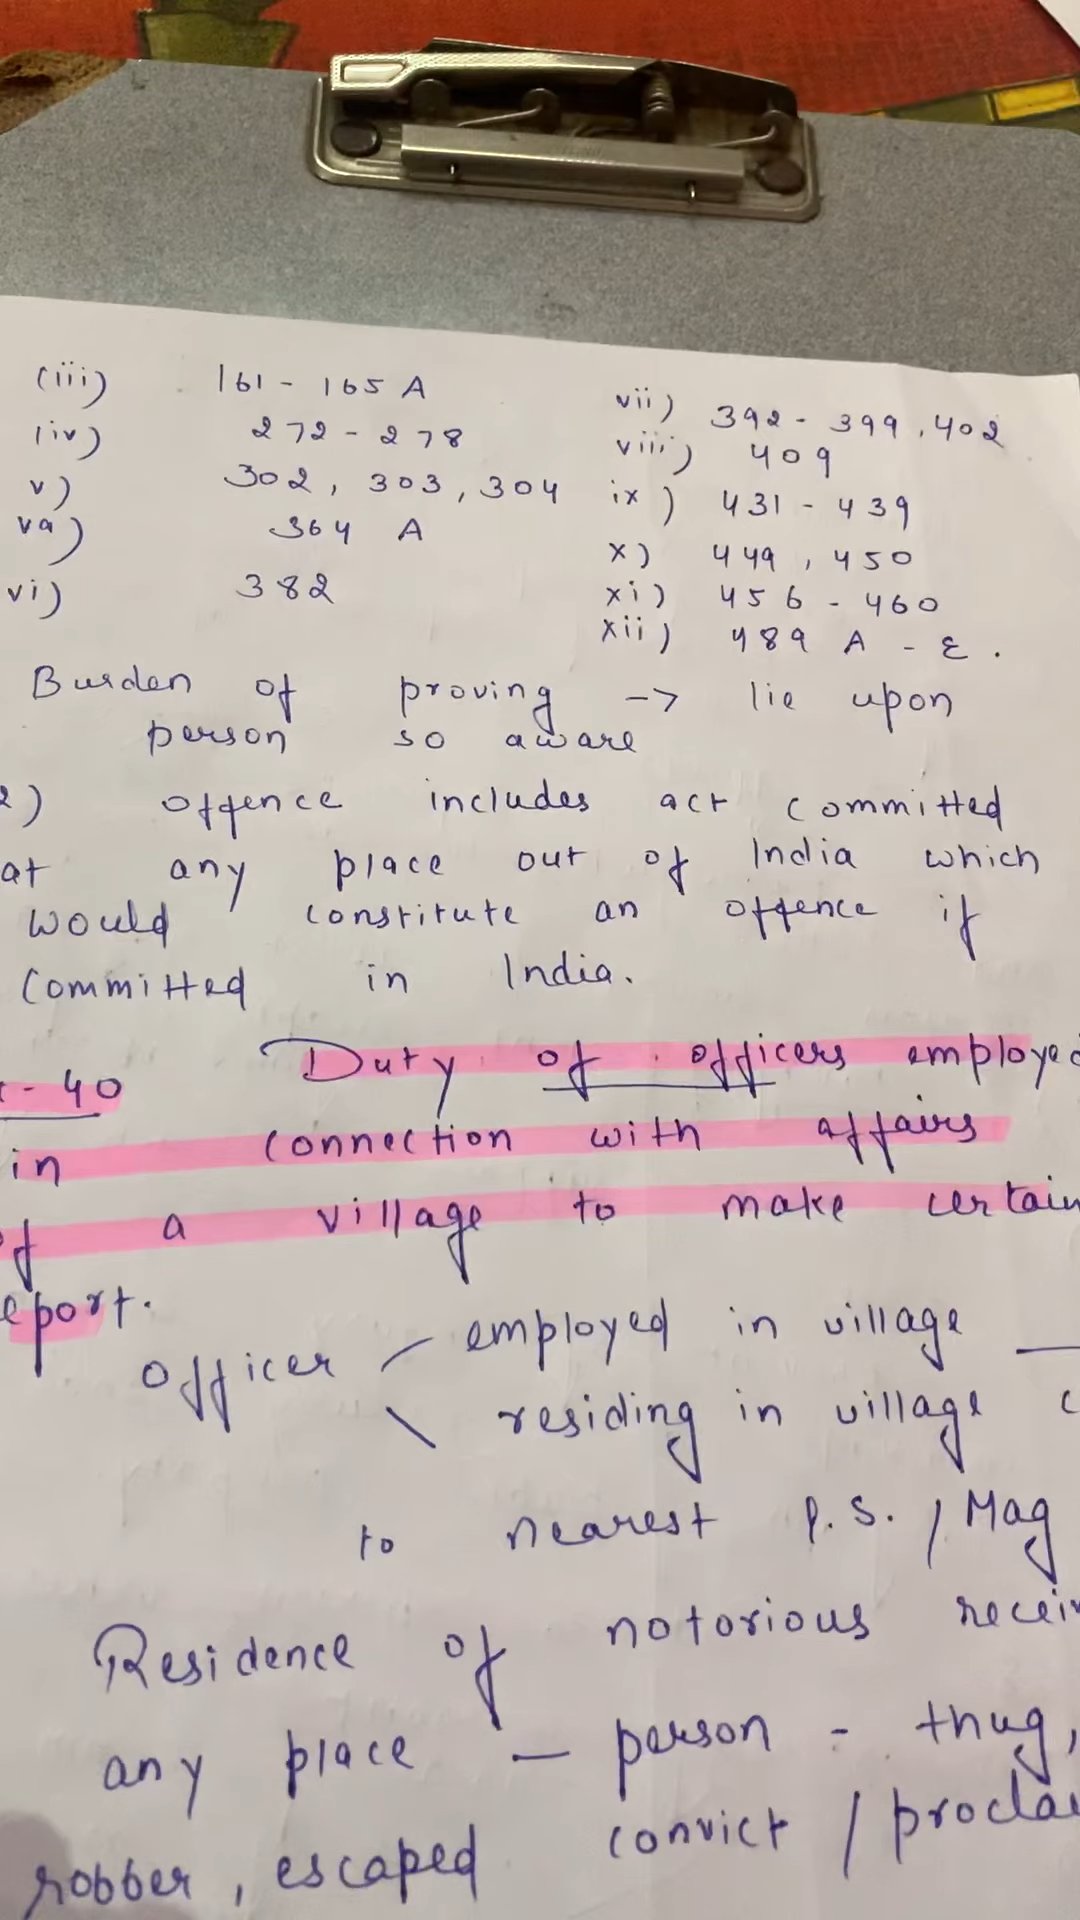 (iii) 161 - 165 A
(iv) 272 - 278
v) 302, 303, 304
va) 364 A
vi) 382
vii) 392 - 399, 402
viii) 409
ix) 431 - 439
x) 449, 450
xi) 456 - 460
xii) 489 A - E.
Burden of proving -> lie upon
person so aware
2) offence includes act committed
at any place out of India which
would constitute an offence if
committed in India.
- 40 Duty of officers employed
in connection with affairs
of a village to make certain
eport.
Officer employed in village —
residing in village
to nearest P.S. / Mag
Residence of notorious recei
any place — person - thug,
robber, escaped convict / proclai